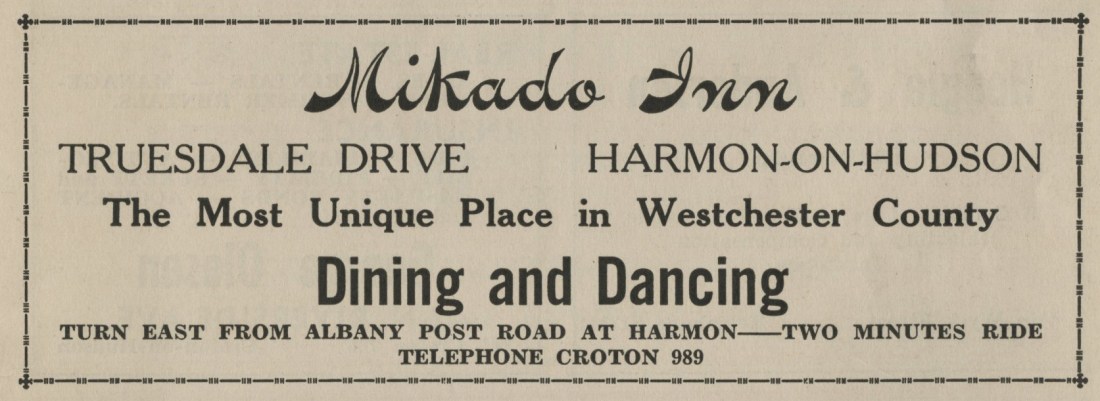 Mikado Inn
TRUESDALE DRIVE HARMON-ON-HUDSON
The Most Unique Place in Westchester County
Dining and Dancing
TURN EAST FROM ALBANY POST ROAD AT HARMON—TWO MINUTES RIDE
TELEPHONE CROTON 989